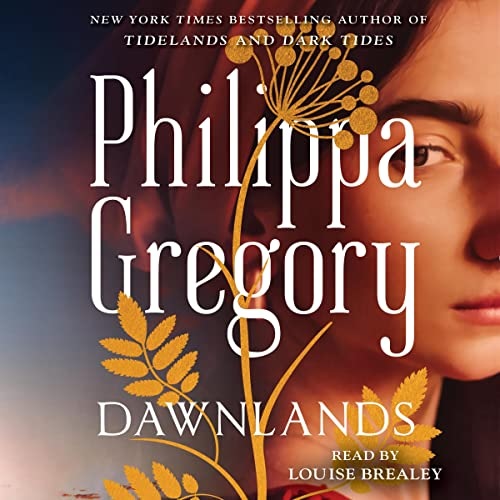 NEW YORK TIMES BESTSELLING AUTHOR OF
TIDELANDS AND DARK TIDES
Philippa
Gregory
DAWNLANDS
READ BY
LOUISE BREALEY